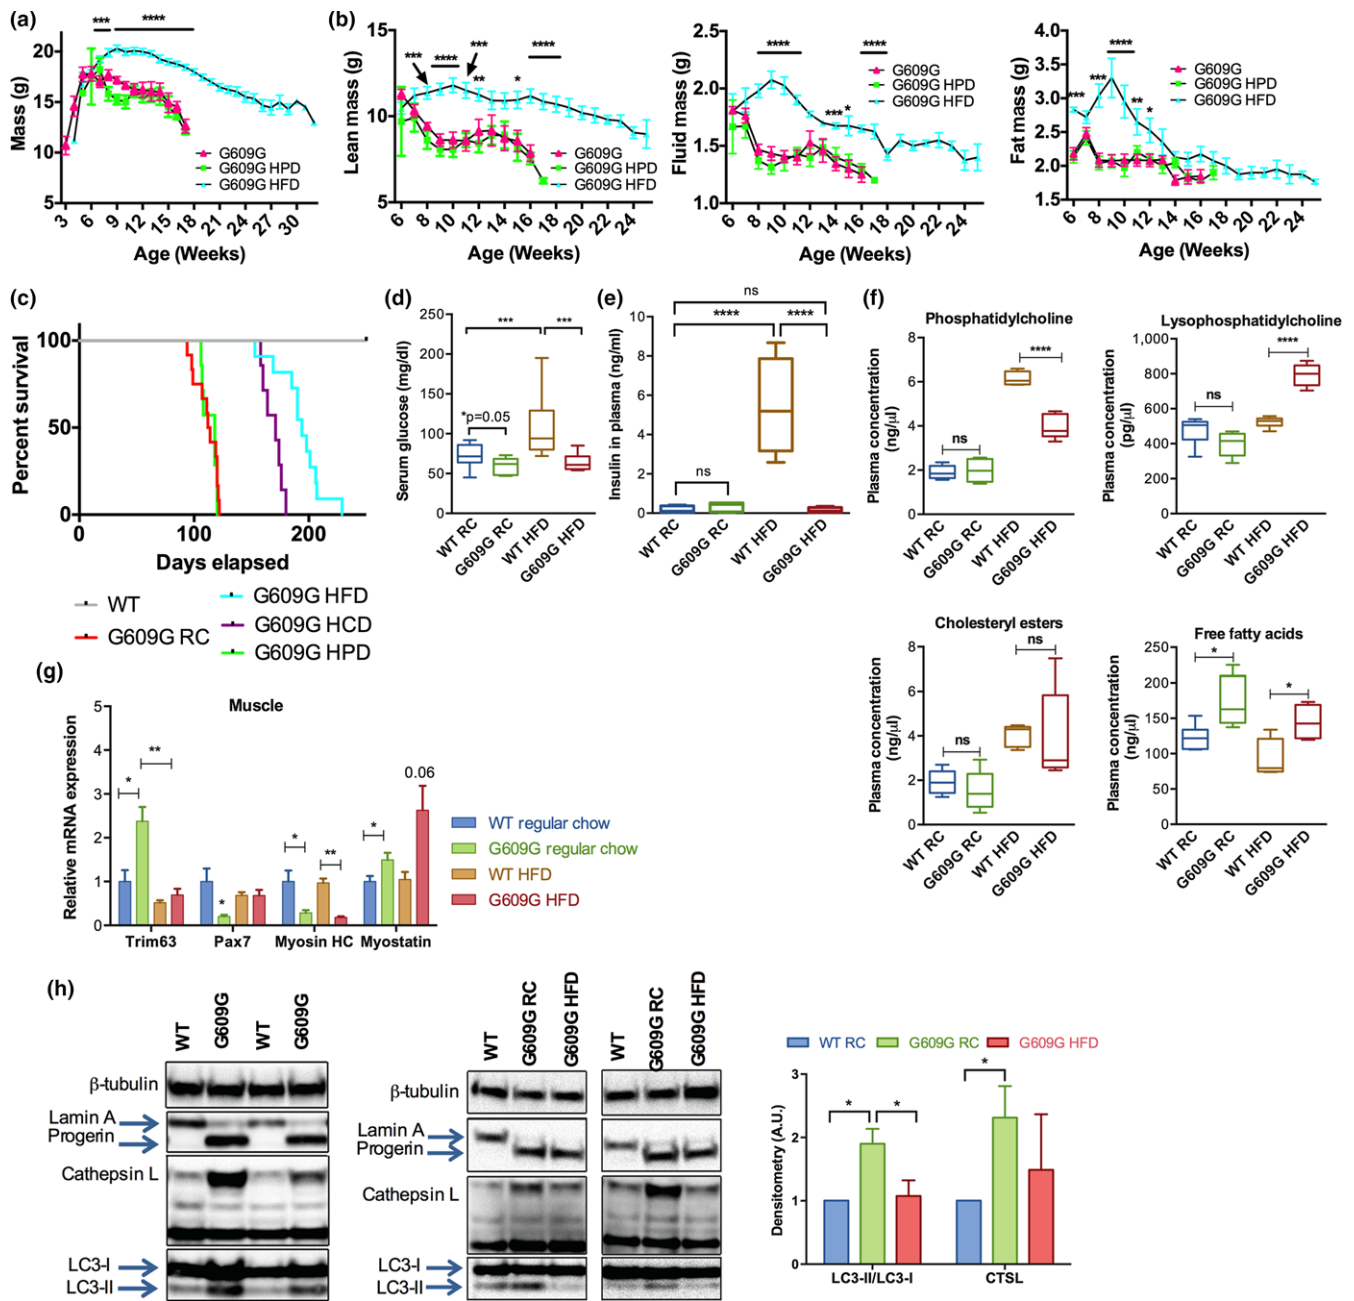 (a)
Mass (g)
20
15
10
***
****
G609G
G609G HPD
G609G HFD
3
6
9
12
15
18
21
24
27
30
Age (Weeks)
(b)
Lean mass (g)
15
10
5
***
****
***
**
*
****
G609G
G609G HPD
G609G HFD
6
8
10
12
14
16
18
20
22
24
Age (Weeks)
Fluid mass (g)
2.5
2.0
1.5
1.0
****
****
***
*
G609G
G609G HPD
G609G HFD
6
8
10
12
14
16
18
20
22
24
Age (Weeks)
Fat mass (g)
4.0
3.5
3.0
2.5
2.0
1.5
***
***
****
**
*
G609G
G609G HPD
G609G HFD
6
8
10
12
14
16
18
20
22
24
Age (Weeks)
(c)
Percent survival
100
50
0
0
100
200
Days elapsed
WT
G609G RC
G609G HFD
G609G HCD
G609G HPD
(d)
Serum glucose (mg/dl)
250
200
150
100
50
0
***
***
*p=0.05
WT RC
G609G RC
WT HFD
G609G HFD
(e)
Insulin in plasma (ng/ml)
10
8
6
4
2
0
ns
****
****
ns
WT RC
G609G RC
WT HFD
G609G HFD
(f)
Phosphatidylcholine
Plasma concentration
(ng/µl)
8
6
4
2
0
ns
****
WT RC
G609G RC
WT HFD
G609G HFD
Lysophosphatidylcholine
Plasma concentration
(pg/µl)
1,000
800
600
400
200
0
ns
****
WT RC
G609G RC
WT HFD
G609G HFD
Cholesteryl esters
Plasma concentration
(ng/µl)
8
6
4
2
0
ns
ns
WT RC
G609G RC
WT HFD
G609G HFD
Free fatty acids
Plasma concentration
(ng/µl)
250
200
150
100
50
0
*
*
WT RC
G609G RC
WT HFD
G609G HFD
(g)
Muscle
Relative mRNA expression
5
4
3
2
1
0
*
**
*
*
**
*
0.06
Trim63
Pax7
Myosin HC
Myostatin
WT regular chow
G609G regular chow
WT HFD
G609G HFD
(h)
WT
G609G
WT
G609G
β-tubulin
Lamin A
Progerin
Cathepsin L
LC3-I
LC3-II
WT
G609G RC
G609G HFD
WT
G609G RC
G609G HFD
β-tubulin
Lamin A
Progerin
Cathepsin L
LC3-I
LC3-II
WT RC
G609G RC
G609G HFD
Densitometry (A.U.)
3
2
1
0
*
*
*
LC3-II/LC3-I
CTSL